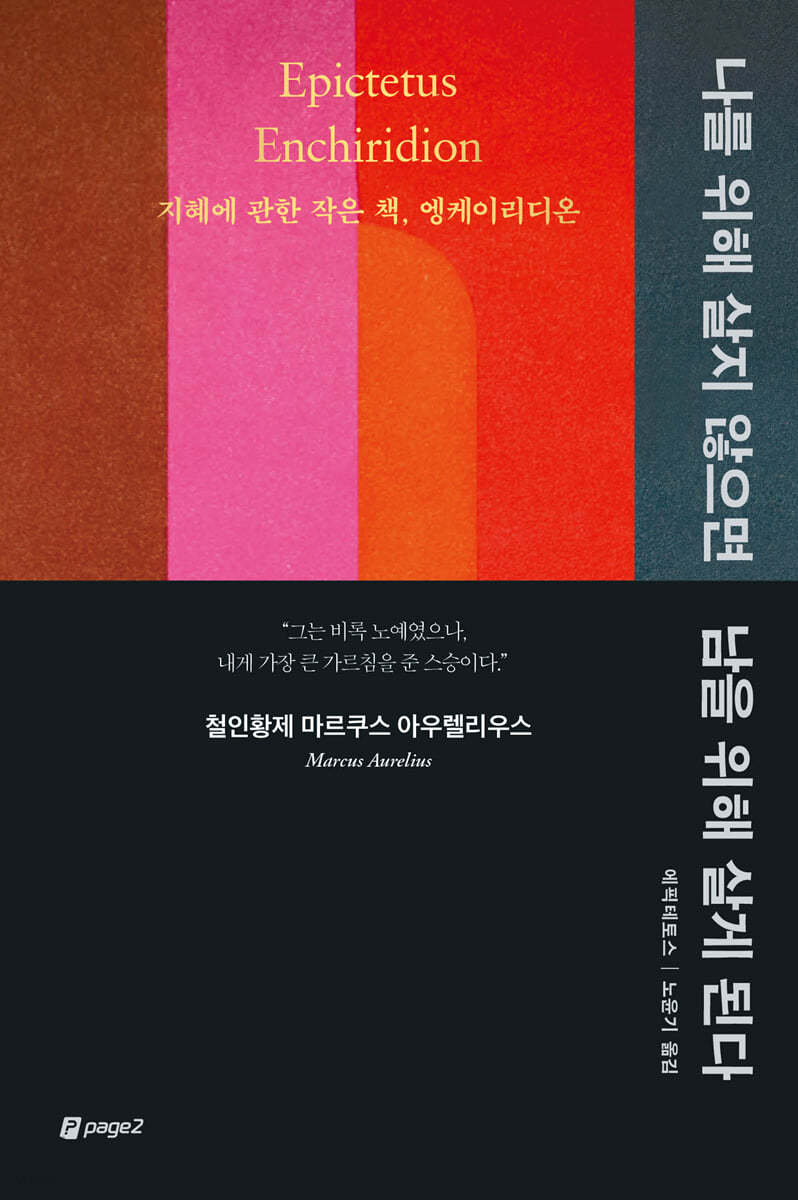 Epictetus
Enchiridion
지혜에 관한 작은 책, 엥케이리디온
나를 위해 살지 않으면 남을 위해 살게 된다
“그는 비록 노예였으나,
내게 가장 큰 가르침을 준 스승이다.”
철인황제 마르쿠스 아우렐리우스
Marcus Aurelius
에픽테토스 | 노윤기 옮김
page2